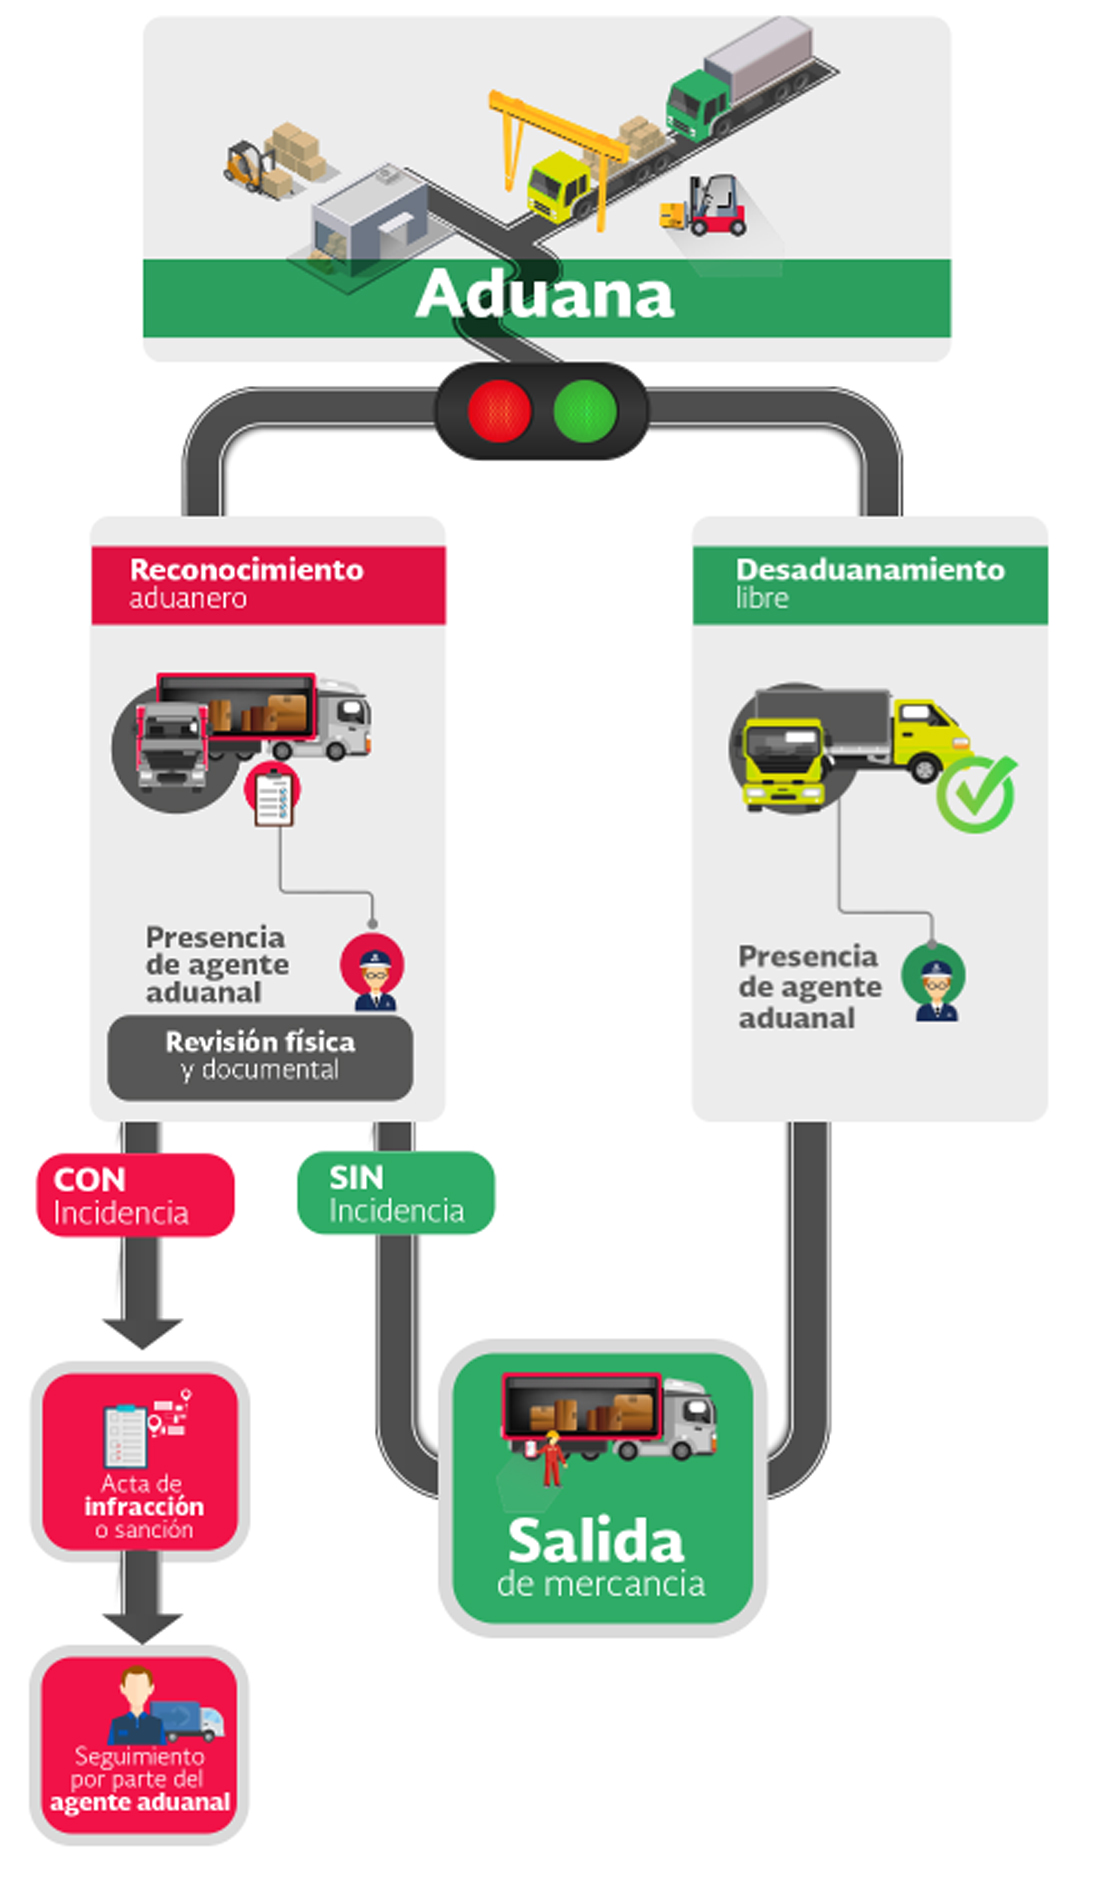 Aduana
Reconocimiento
aduanero
Presencia
de agente
aduanal
Revisión física
y documental
Desaduanamiento
libre
Presencia
de agente
aduanal
CON
Incidencia
SIN
Incidencia
Acta de
infracción
o sanción
Salida
de mercancia
Seguimiento
por parte del
agente aduanal